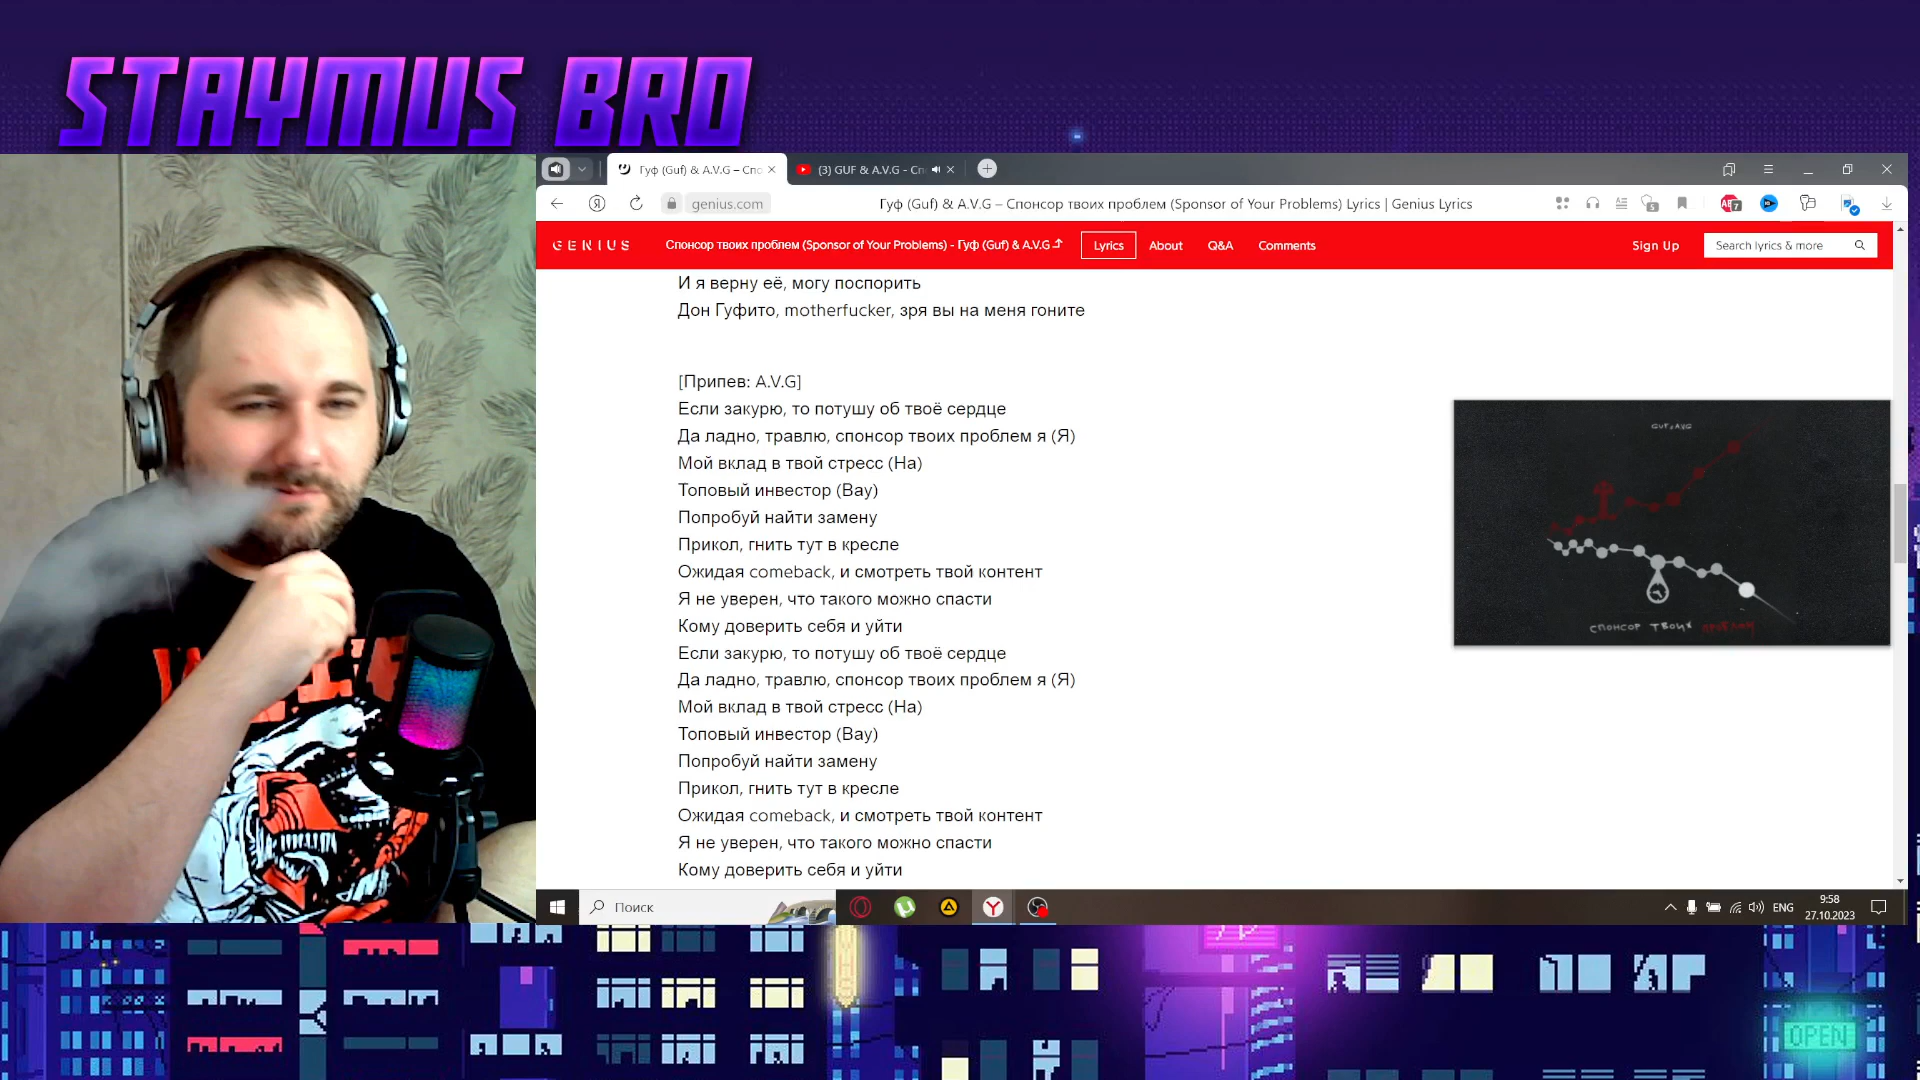 STAYMUS BRO
Гуф (Guf) & A.V.G – Спо
(3) GUF & A.V.G - Сп
genius.com
Гуф (Guf) & A.V.G – Спонсор твоих проблем (Sponsor of Your Problems) Lyrics | Genius Lyrics
GENIUS
Спонсор твоих проблем (Sponsor of Your Problems) - Гуф (Guf) & A.V.G
Lyrics
About
Q&A
Comments
Sign Up
Search lyrics & more
И я верну её, могу поспорить
Дон Гуфито, motherfucker, зря вы на меня гоните
[Припев: A.V.G]
Если закурю, то потушу об твоё сердце
Да ладно, травлю, спонсор твоих проблем я (Я)
Мой вклад в твой стресс (На)
Топовый инвестор (Вау)
Попробуй найти замену
Прикол, гнить тут в кресле
Ожидая comeback, и смотреть твой контент
Я не уверен, что такого можно спасти
Кому доверить себя и уйти
Если закурю, то потушу об твоё сердце
Да ладно, травлю, спонсор твоих проблем я (Я)
Мой вклад в твой стресс (На)
Топовый инвестор (Вау)
Попробуй найти замену
Прикол, гнить тут в кресле
Ожидая comeback, и смотреть твой контент
Я не уверен, что такого можно спасти
Кому доверить себя и уйти
GUF & AVG
СПОНСОР ТВОИХ ПРОБЛЕМ
Поиск
ENG
9:58
27.10.2023
OPEN